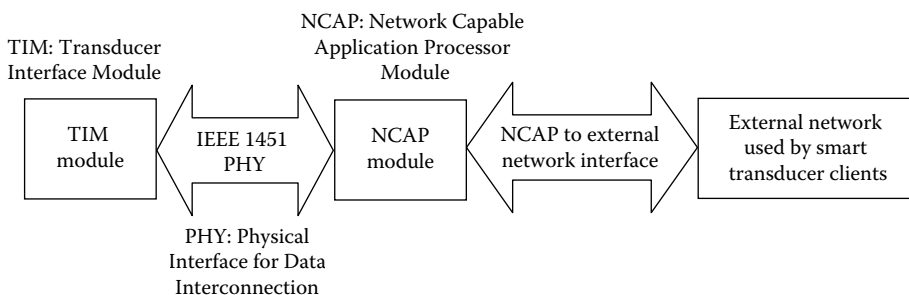 TIM: Transducer
Interface Module
NCAP: Network Capable
Application Processor
Module
TIM
module
IEEE 1451
PHY
NCAP
module
NCAP to external
network interface
External network
used by smart
transducer clients
PHY: Physical
Interface for Data
Interconnection